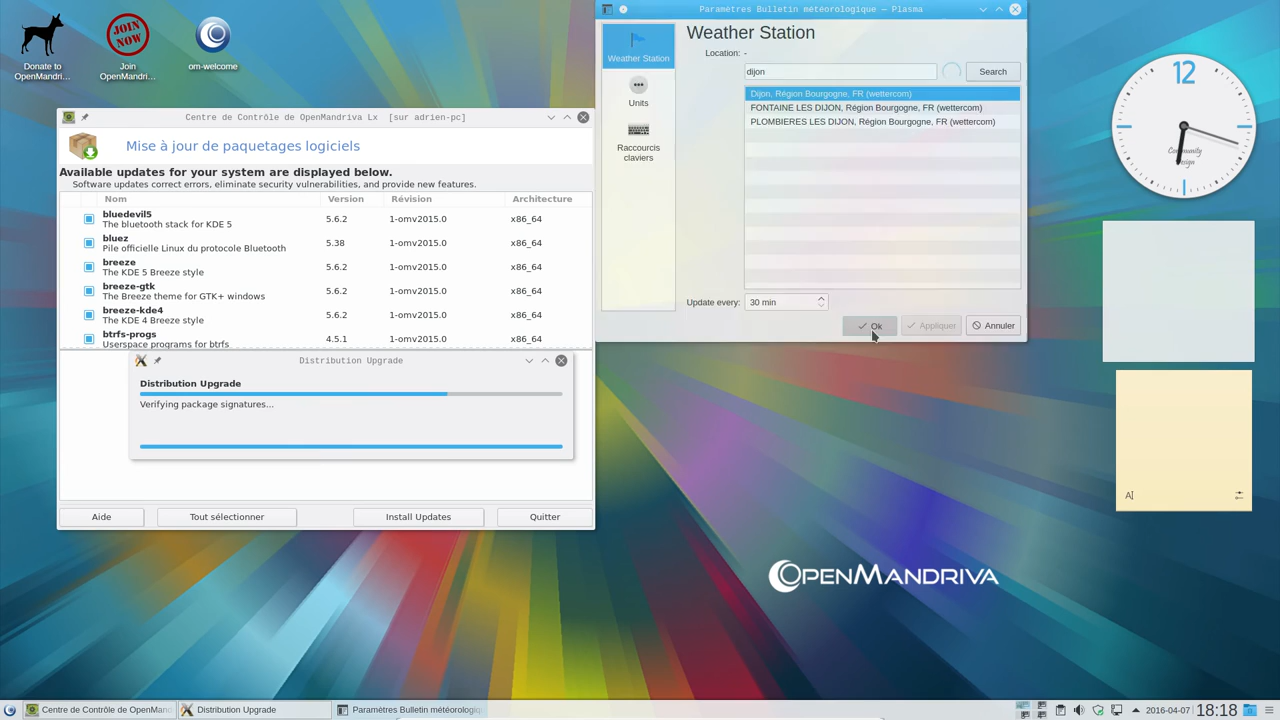 Donate to
OpenMandri...
JOIN
NOW
Join
OpenMandri...
om-welcome
Centre de Contrôle de OpenMandriva Lx [sur adrien-pc]
Mise à jour de paquetages logiciels
Available updates for your system are displayed below.
Software updates correct errors, eliminate security vulnerabilities, and provide new features.
Nom Version Révision Architecture
bluedevil5
The bluetooth stack for KDE 5 5.6.2 1-omv2015.0 x86_64
bluez
Pile officielle Linux du protocole Bluetooth 5.38 1-omv2015.0 x86_64
breeze
The KDE 5 Breeze style 5.6.2 1-omv2015.0 x86_64
breeze-gtk
The Breeze theme for GTK+ windows 5.6.2 1-omv2015.0 x86_64
breeze-kde4
The KDE 4 Breeze style 5.6.2 1-omv2015.0 x86_64
btrfs-progs
Userspace programs for btrfs 4.5.1 1-omv2015.0 x86_64
Distribution Upgrade
Distribution Upgrade
Verifying package signatures...
Aide Tout sélectionner Install Updates Quitter
Paramètres Bulletin météorologique — Plasma
Weather Station
Units
Raccourcis
claviers
Weather Station
Location: -
dijon Search
Dijon, Région Bourgogne, FR (wettercom)
FONTAINE LES DIJON, Région Bourgogne, FR (wettercom)
PLOMBIERES LES DIJON, Région Bourgogne, FR (wettercom)
Update every: 30 min
Ok Appliquer Annuler
12
Community
Design
A
OPENMANDRIVA
Centre de Contrôle de OpenMand
Distribution Upgrade
Paramètres Bulletin météorologiqu
2016-04-07 18:18